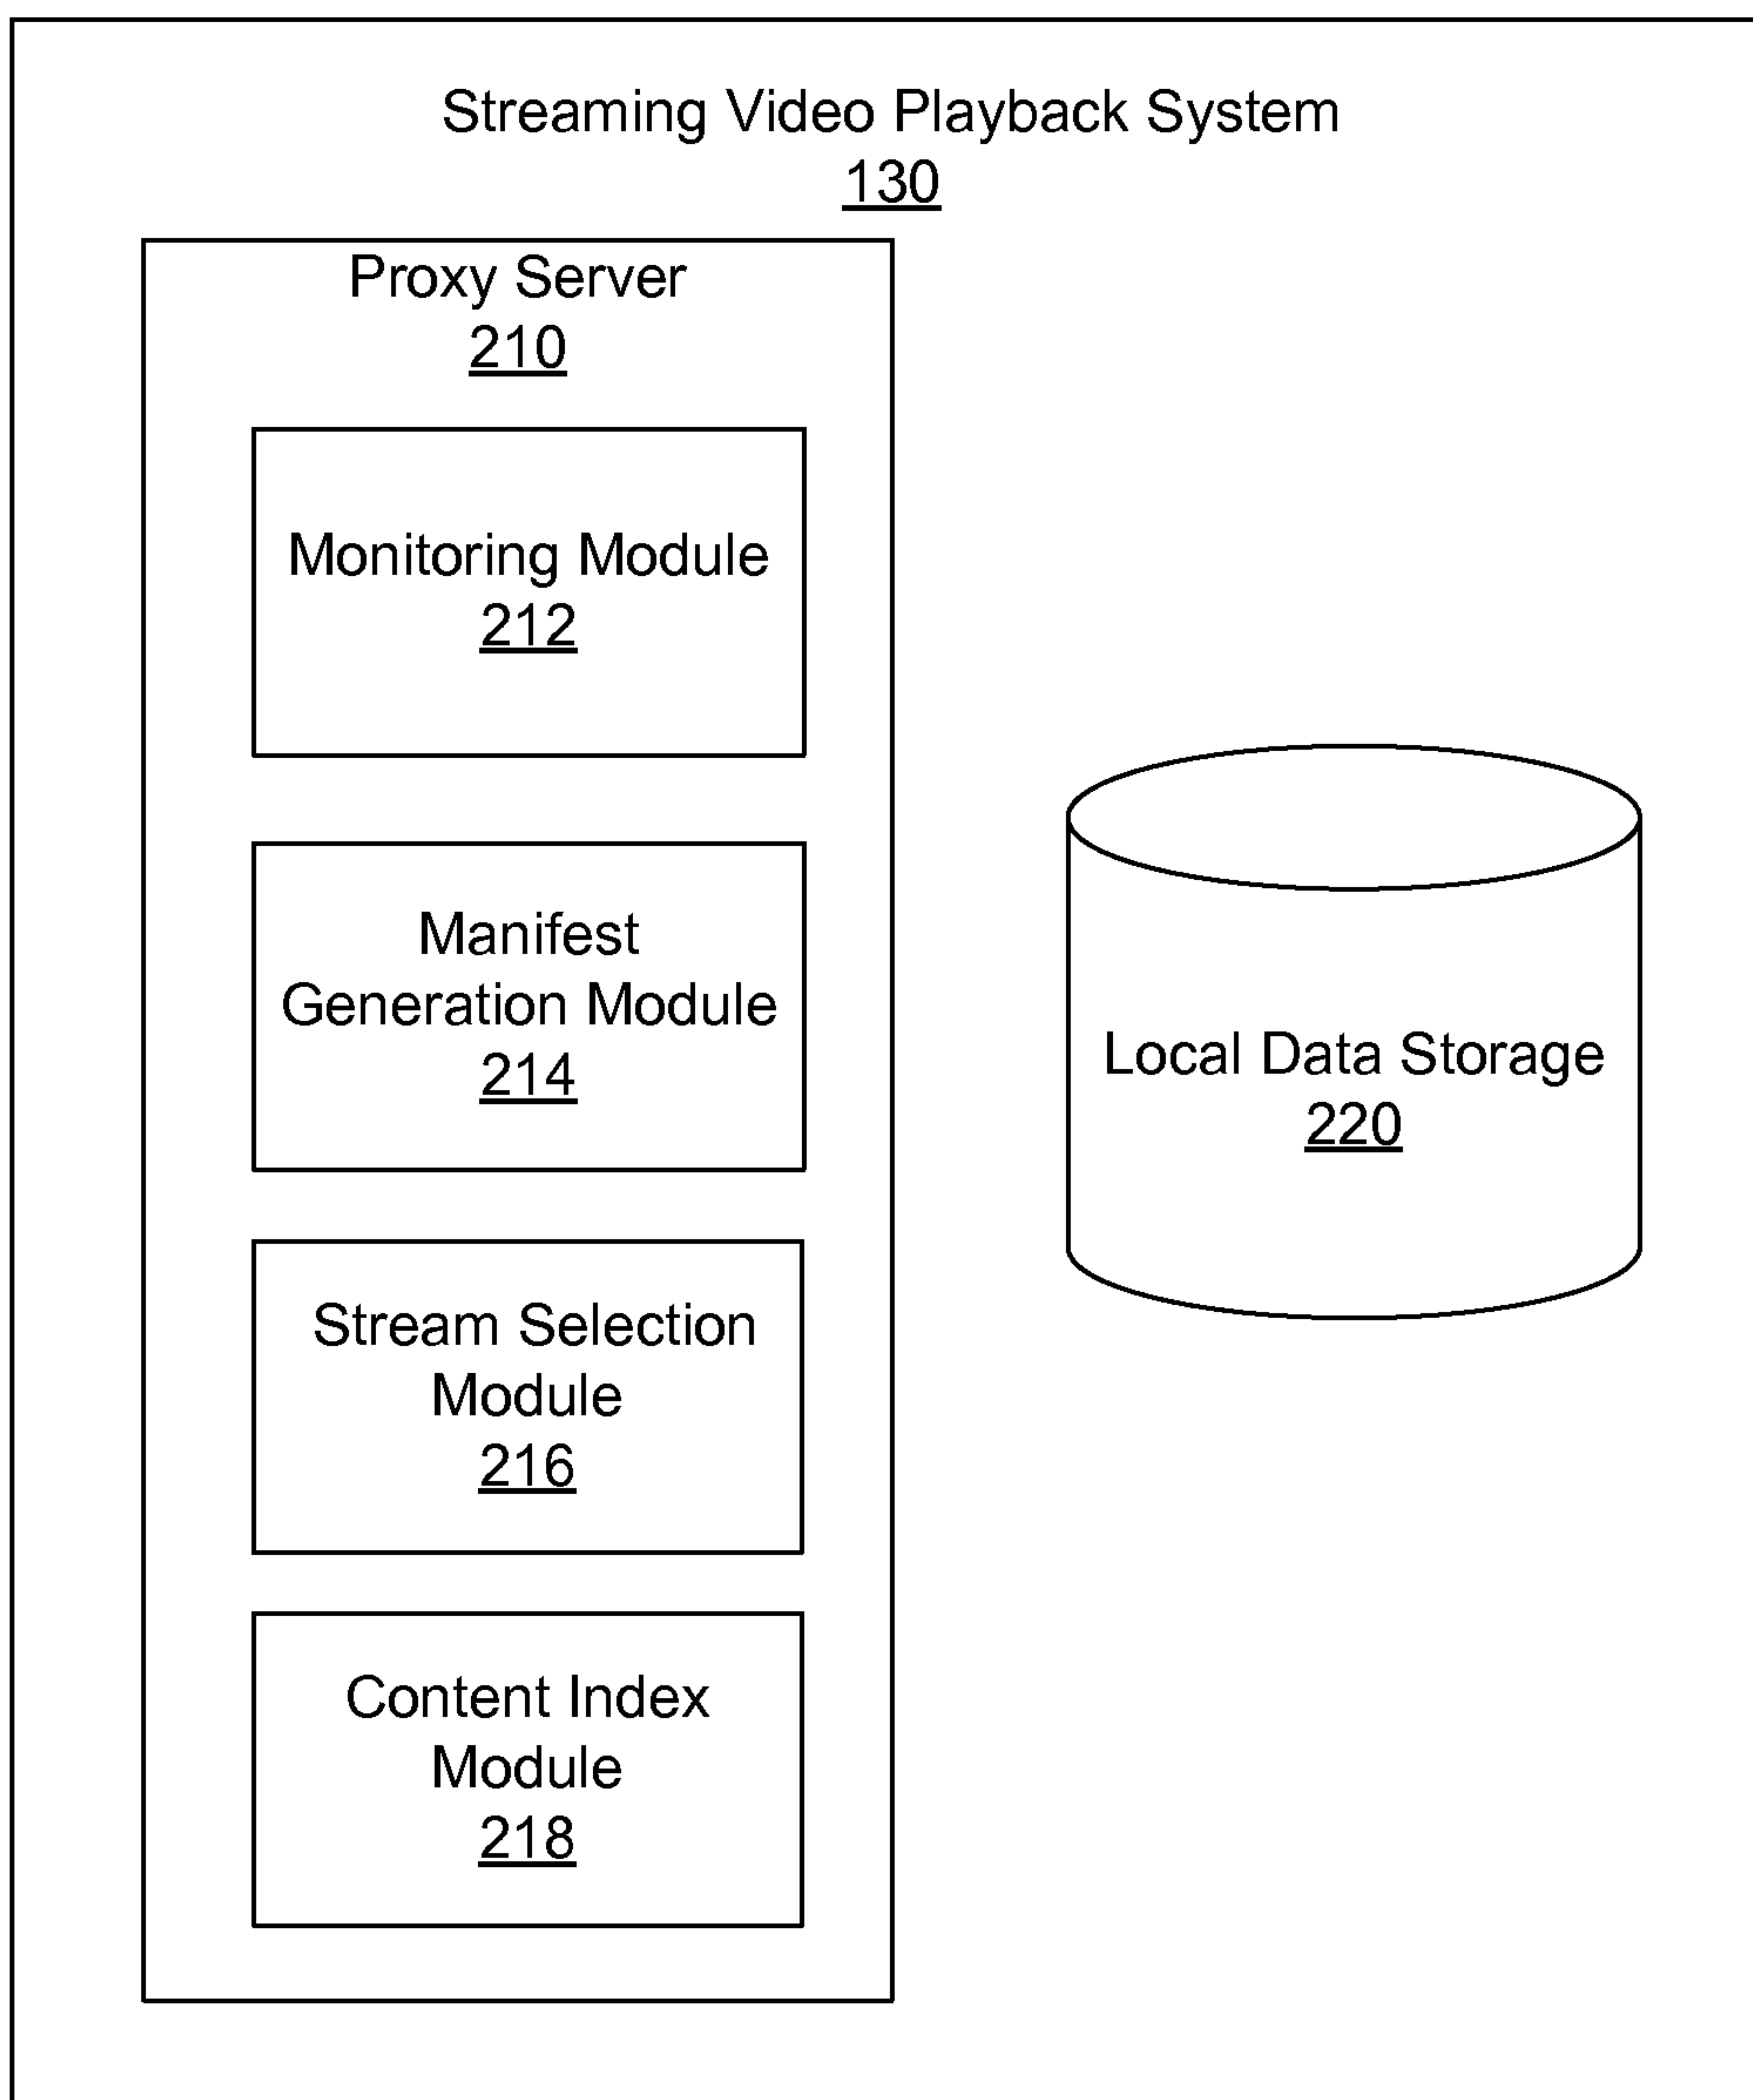 Streaming Video Playback System
130
Proxy Server
210
Monitoring Module
212
Manifest
Generation Module
214
Stream Selection
Module
216
Content Index
Module
218
Local Data Storage
220